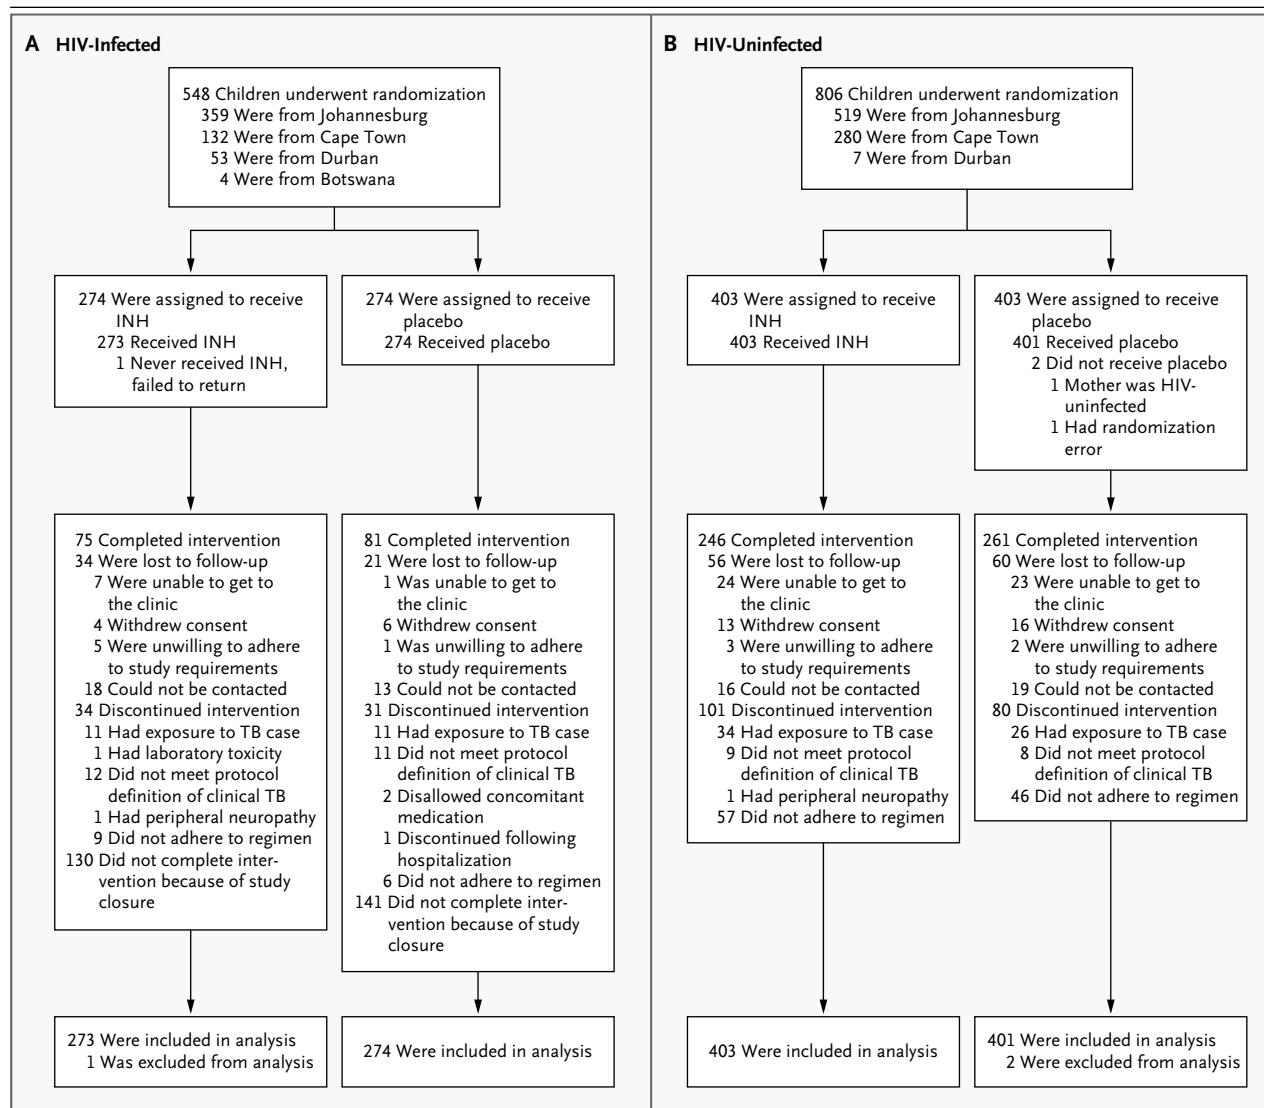 A HIV-Infected
548 Children underwent randomization
359 Were from Johannesburg
132 Were from Cape Town
53 Were from Durban
4 Were from Botswana
274 Were assigned to receive
INH
273 Received INH
1 Never received INH,
failed to return
274 Were assigned to receive
placebo
274 Received placebo
75 Completed intervention
34 Were lost to follow-up
7 Were unable to get to
the clinic
4 Withdrew consent
5 Were unwilling to adhere
to study requirements
18 Could not be contacted
34 Discontinued intervention
11 Had exposure to TB case
1 Had laboratory toxicity
12 Did not meet protocol
definition of clinical TB
1 Had peripheral neuropathy
9 Did not adhere to regimen
130 Did not complete inter-
vention because of study
closure
81 Completed intervention
21 Were lost to follow-up
1 Was unable to get to
the clinic
6 Withdrew consent
1 Was unwilling to adhere
to study requirements
13 Could not be contacted
31 Discontinued intervention
11 Had exposure to TB case
11 Did not meet protocol
definition of clinical TB
2 Disallowed concomitant
medication
1 Discontinued following
hospitalization
6 Did not adhere to regimen
141 Did not complete inter-
vention because of study
closure
273 Were included in analysis
1 Was excluded from analysis
274 Were included in analysis
B HIV-Uninfected
806 Children underwent randomization
519 Were from Johannesburg
280 Were from Cape Town
7 Were from Durban
403 Were assigned to receive
INH
403 Received INH
403 Were assigned to receive
placebo
401 Received placebo
2 Did not receive placebo
1 Mother was HIV-
uninfected
1 Had randomization
error
246 Completed intervention
56 Were lost to follow-up
24 Were unable to get to
the clinic
13 Withdrew consent
3 Were unwilling to adhere
to study requirements
16 Could not be contacted
101 Discontinued intervention
34 Had exposure to TB case
9 Did not meet protocol
definition of clinical TB
1 Had peripheral neuropathy
57 Did not adhere to regimen
261 Completed intervention
60 Were lost to follow-up
23 Were unable to get to
the clinic
16 Withdrew consent
2 Were unwilling to adhere
to study requirements
19 Could not be contacted
80 Discontinued intervention
26 Had exposure to TB case
8 Did not meet protocol
definition of clinical TB
46 Did not adhere to regimen
403 Were included in analysis
401 Were included in analysis
2 Were excluded from analysis